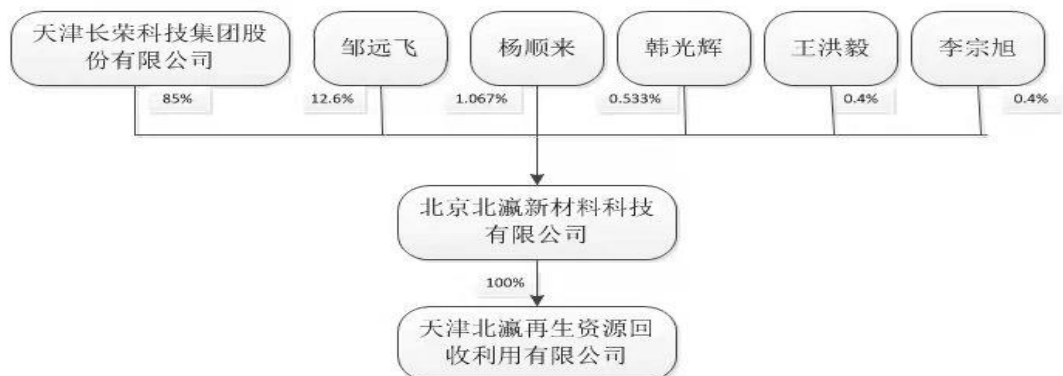 天津长荣科技集团股
份有限公司
邹远飞
杨顺来
韩光辉
王洪毅
李宗旭
85%
12.6%
1.067%
0.533%
0.4%
0.4%
北京北瀛新材料科技
有限公司
100%
天津北瀛再生资源回
收利用有限公司